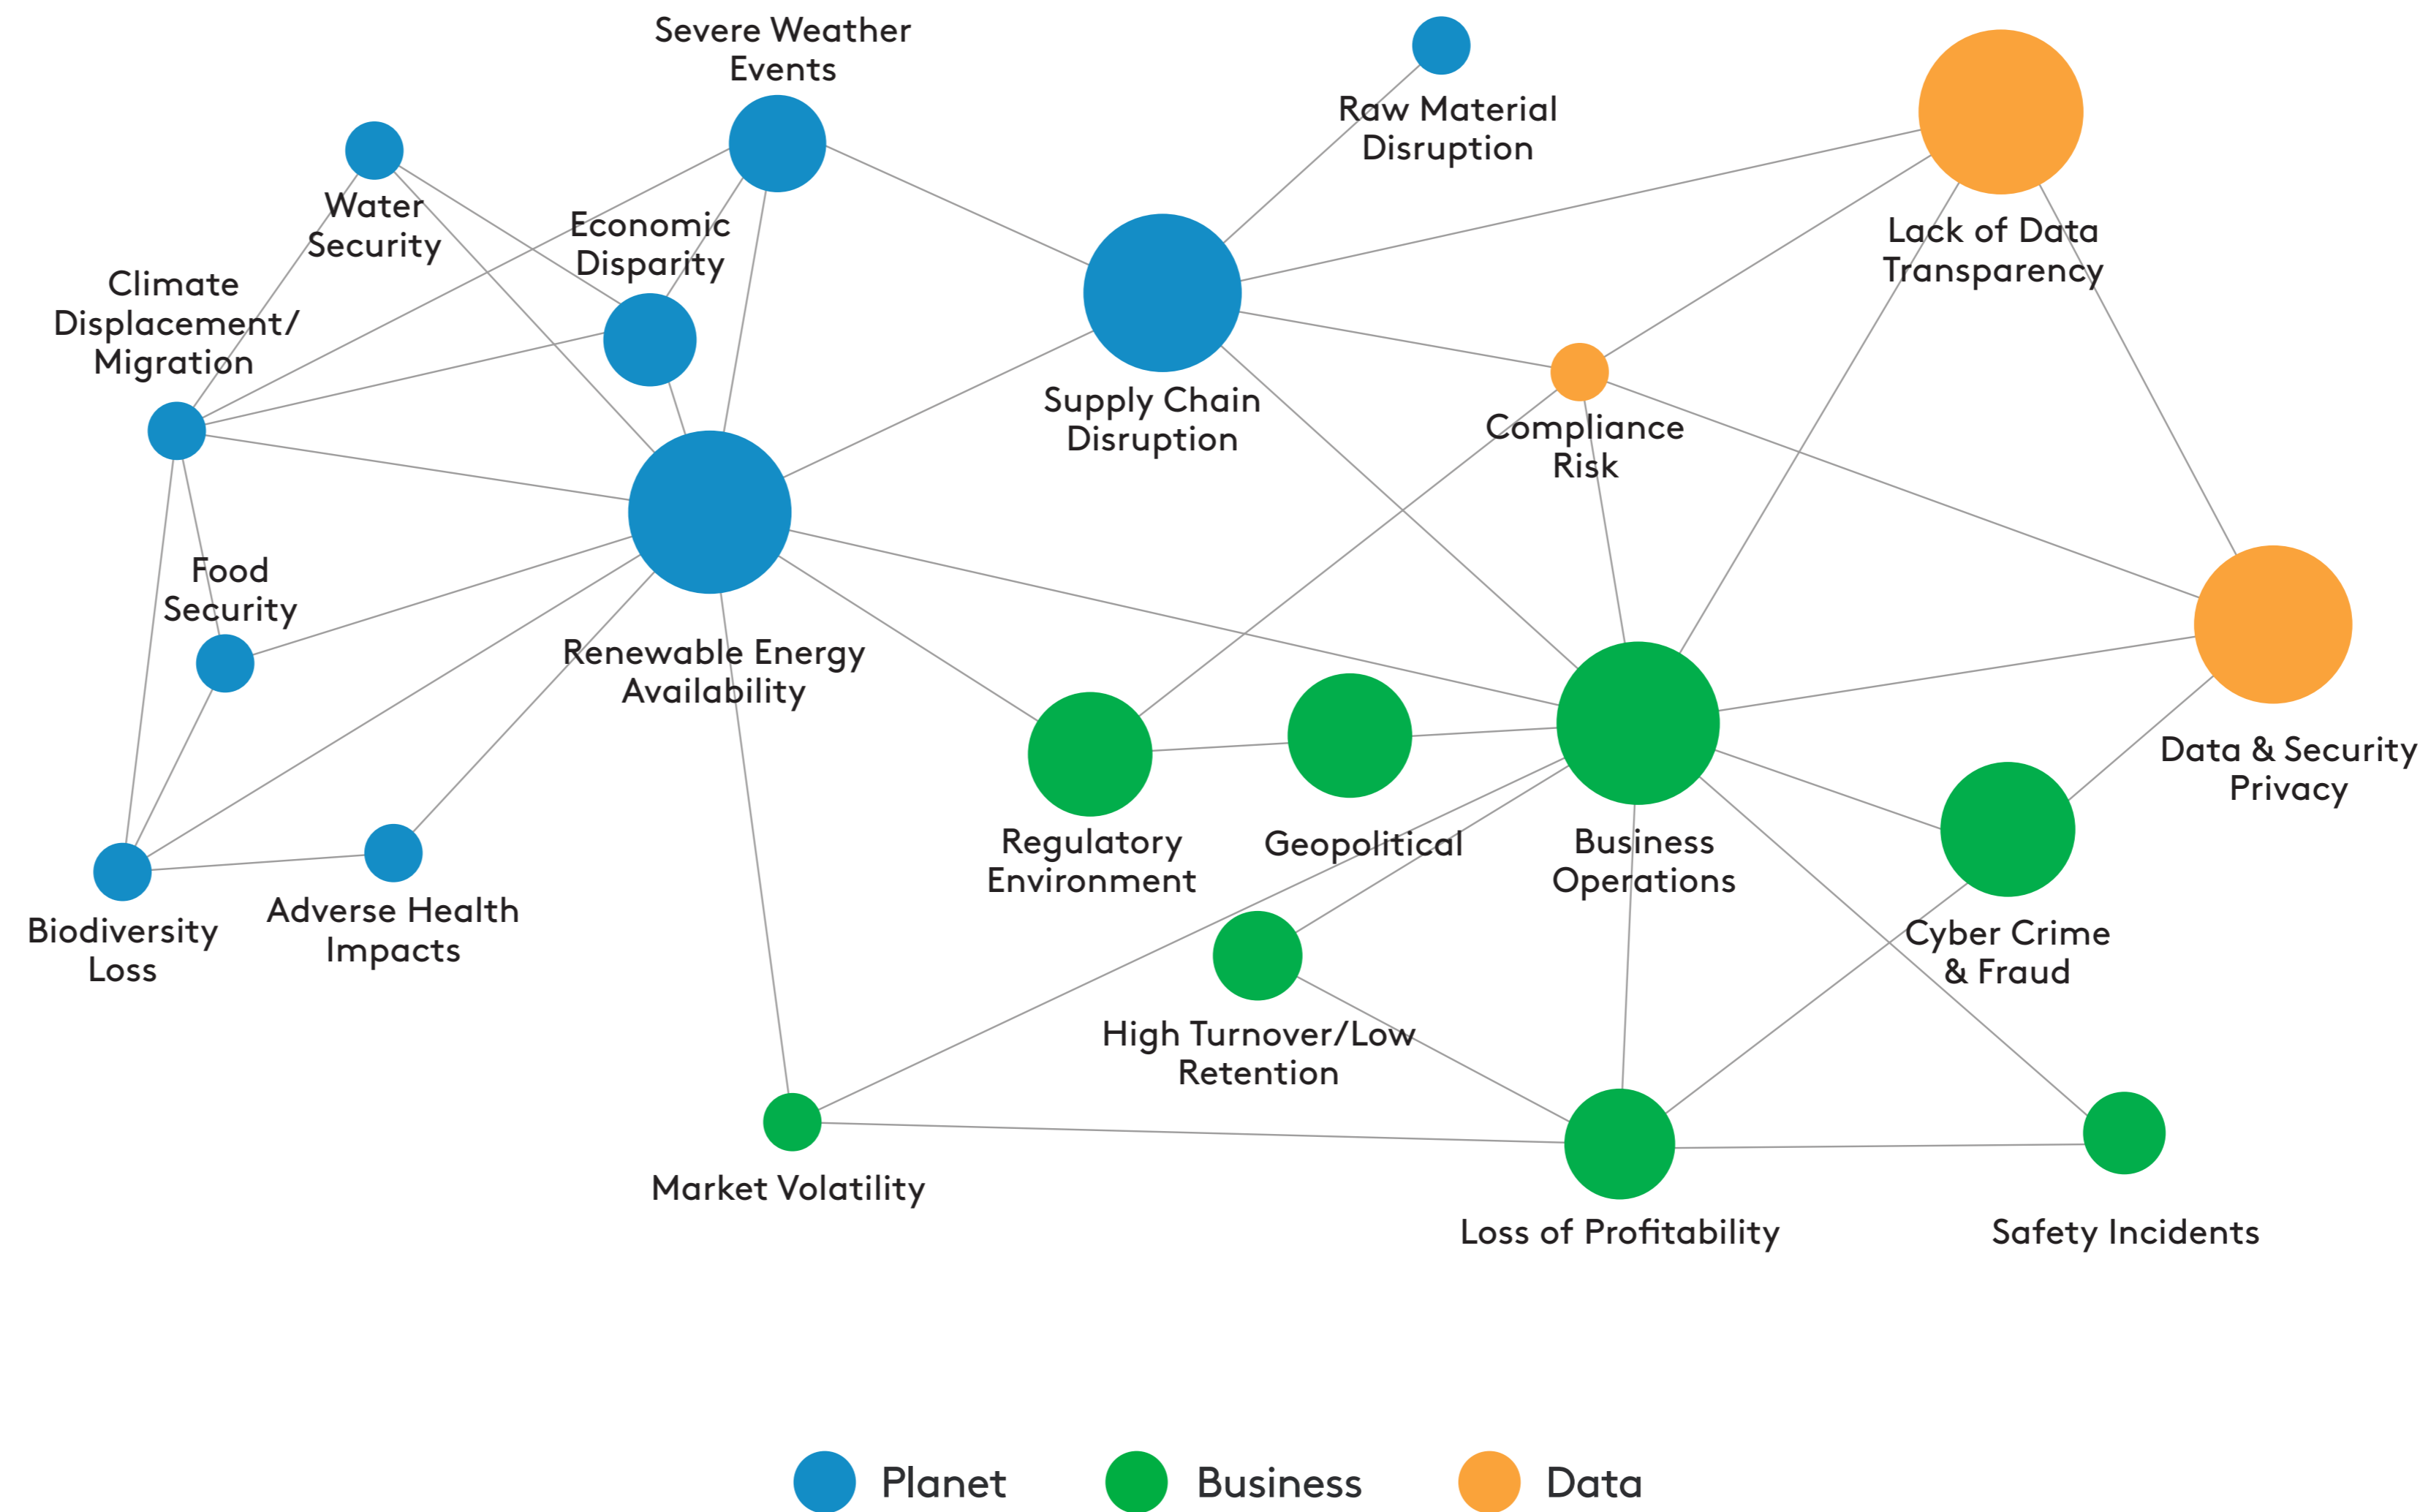 Severe Weather
Events
Raw Material
Disruption
Water
Security
Economic
Disparity
Lack of Data
Transparency
Climate
Displacement/
Migration
Supply Chain
Disruption
Compliance
Risk
Food
Security
Renewable Energy
Availability
Data & Security
Privacy
Regulatory
Environment
Geopolitical
Business
Operations
Biodiversity
Loss
Adverse Health
Impacts
Cyber Crime
& Fraud
High Turnover/Low
Retention
Market Volatility
Loss of Profitability
Safety Incidents
Planet
Business
Data